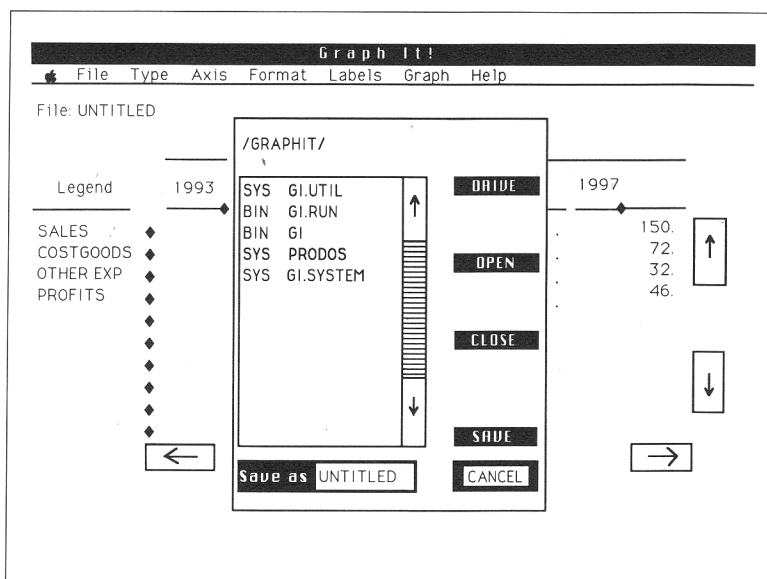 Graph It!
File Type Axis Format Labels Graph Help
File: UNTITLED
/GRAPHIT/
Legend 1993 1997
SYS GI.UTIL
BIN GI.RUN
BIN GI
SYS PRODOS
SYS GI.SYSTEM
DRIVE
OPEN
CLOSE
SAVE
SALES 150.
COSTGOODS 72.
OTHER EXP 32.
PROFITS 46.
Save as UNTITLED
CANCEL